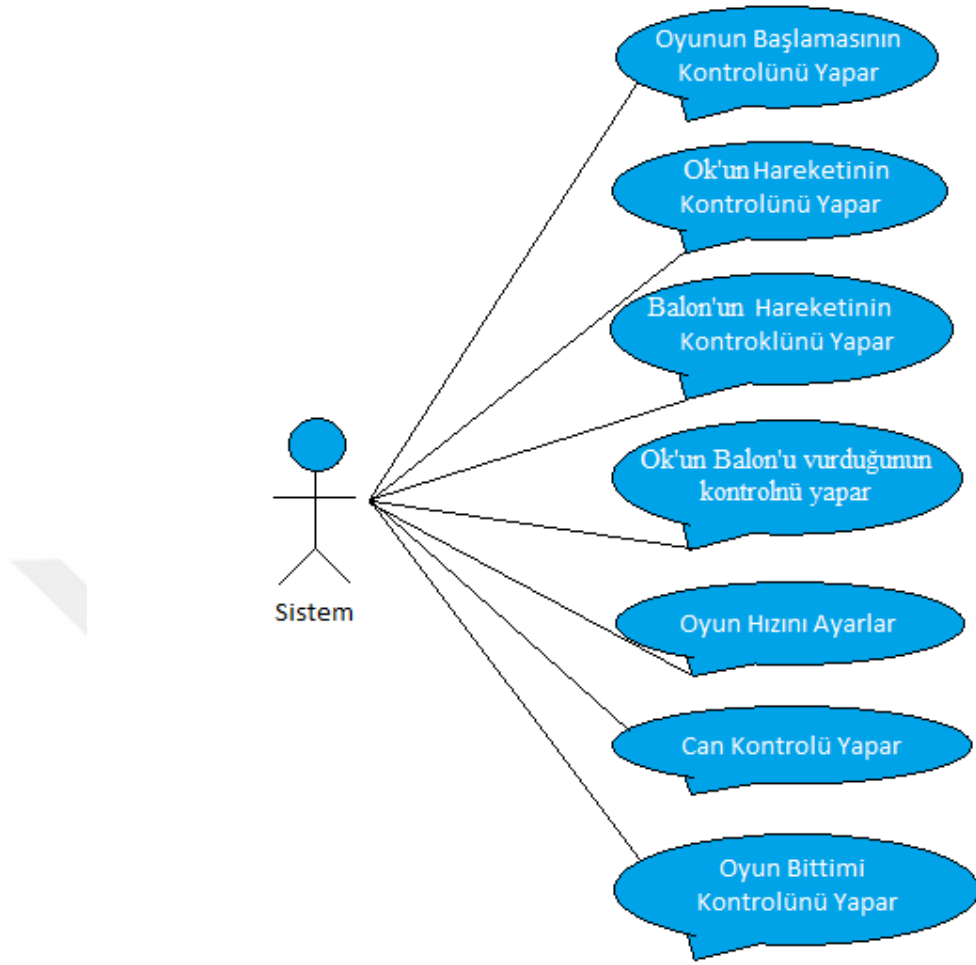 Oyunun Başlamasının
Kontrolünü Yapar
Ok'un Hareketinin
Kontrolünü Yapar
Balon'un Hareketinin
Kontroklünü Yapar
Ok'un Balon'u vurduğunun
kontrolnü yapar
Sistem
Oyun Hızını Ayarlar
Can Kontrolü Yapar
Oyun Bittimi
Kontrolünü Yapar